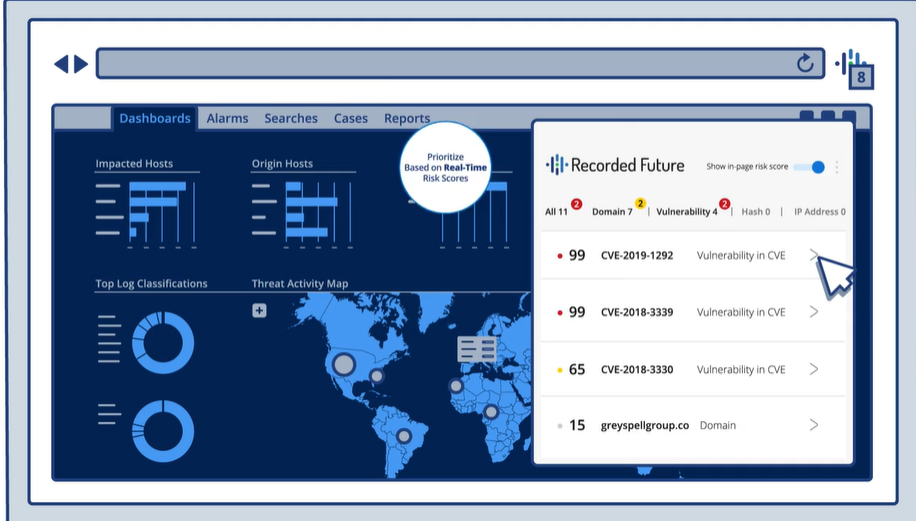 8
Dashboards Alarms Searches Cases Reports
Impacted Hosts
Origin Hosts
Prioritize
Based on Real-Time
Risk Scores
Top Log Classifications
Threat Activity Map
+
Recorded Future
Show in-page risk score
All 11 2 Domain 7 2 | Vulnerability 4 2 | Hash 0 | IP Address 0
99 CVE-2019-1292 Vulnerability in CVE
99 CVE-2018-3339 Vulnerability in CVE
65 CVE-2018-3330 Vulnerability in CVE
15 greyspellgroup.co Domain